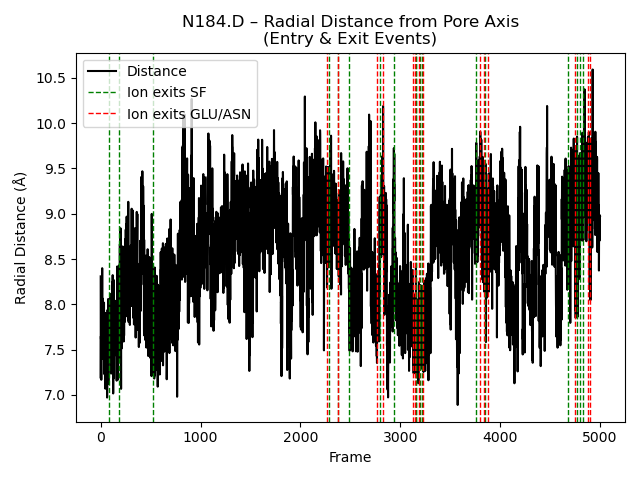 N184.D – Radial Distance from Pore Axis
(Entry & Exit Events)
Distance
Ion exits SF
Ion exits GLU/ASN
10.5
10.0
9.5
9.0
8.5
8.0
7.5
7.0
Radial Distance (Å)
0 1000 2000 3000 4000 5000
Frame